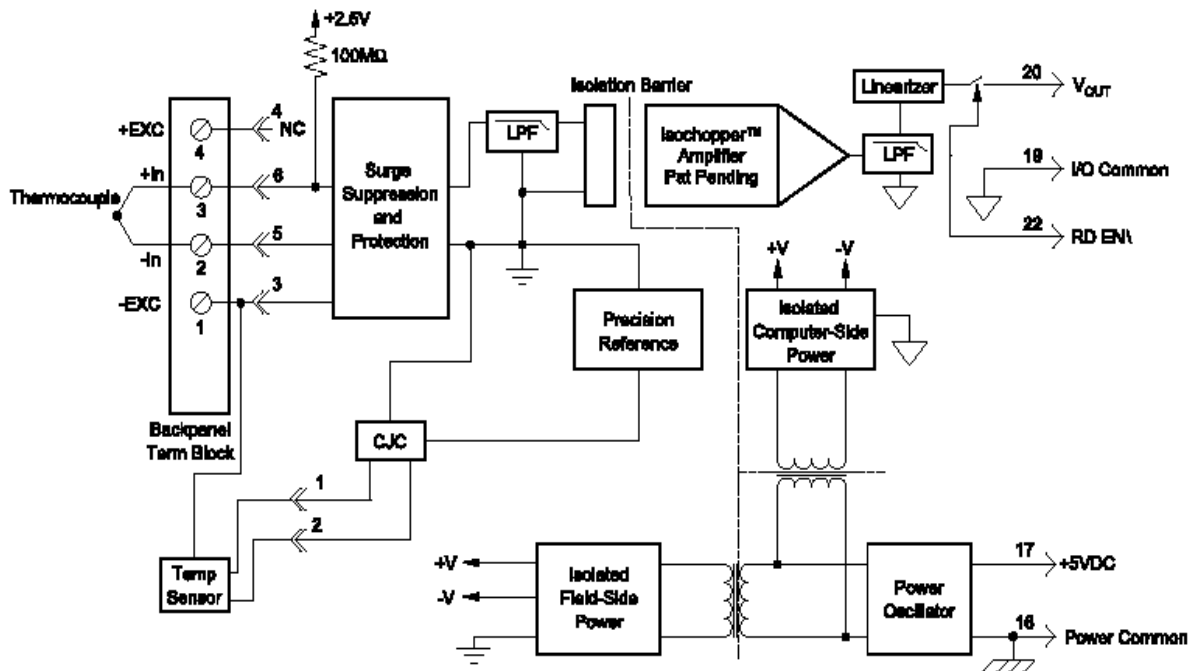 +2.5V
100MΩ
Isolation Barrier
+EXC
4
4
NC
+In
3
6
Thermocouple
-In
2
5
-EXC
1
3
Surge
Suppression
and
Protection
LPF
Isochopper™
Amplifier
Pat Pending
Linearizer
LPF
20
VOUT
19
I/O Common
22
RD EN\
+V
-V
Isolated
Computer-Side
Power
Precision
Reference
Backpanel
Term Block
CJC
1
2
Temp
Sensor
+V
-V
Isolated
Field-Side
Power
Power
Oscillator
17
+5VDC
16
Power Common